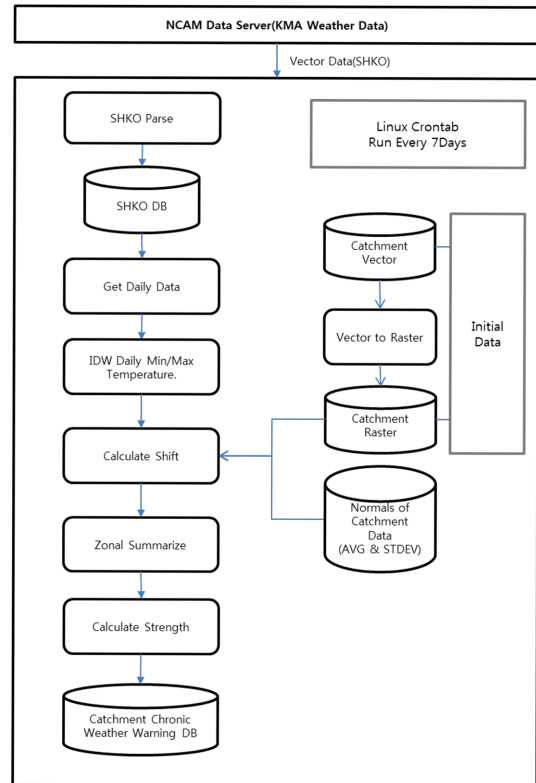 NCAM Data Server(KMA Weather Data)
Vector Data(SHKO)
SHKO Parse
Linux Crontab
Run Every 7Days
SHKO DB
Catchment
Vector
Get Daily Data
Vector to Raster
Initial
Data
IDW Daily Min/Max
Temperature.
Catchment
Raster
Calculate Shift
Normals of
Catchment
Data
(AVG & STDEV)
Zonal Summarize
Calculate Strength
Catchment Chronic
Weather Warning DB